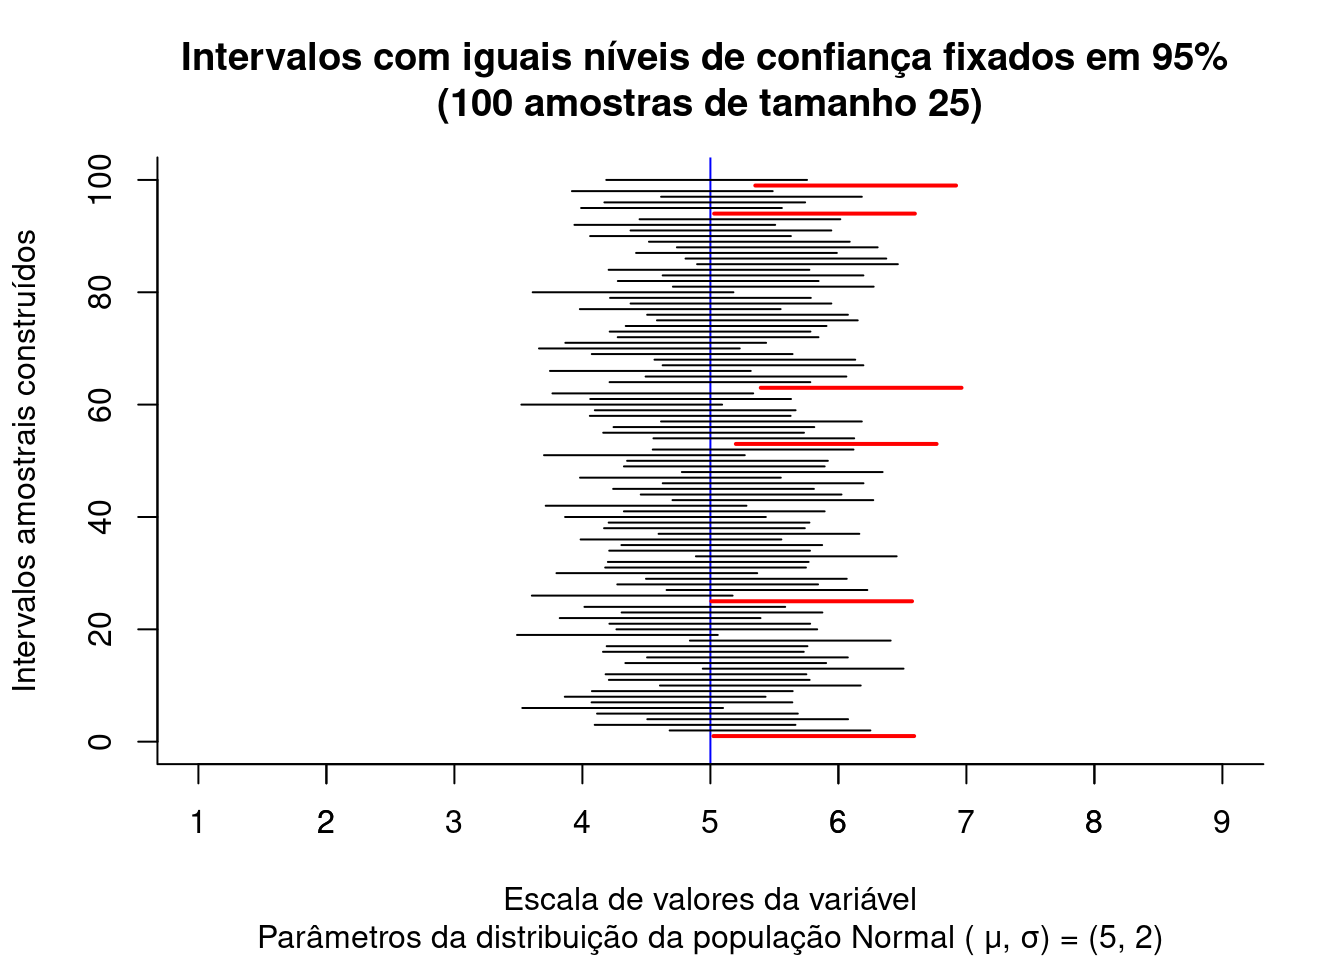 Intervalos com iguais níveis de confiança fixados em 95%
(100 amostras de tamanho 25)
Intervalos amostrais construídos
100
80
60
40
20
0
1 2 3 4 5 6 7 8 9
Escala de valores da variável
Parâmetros da distribuição da população Normal ( μ, σ) = (5, 2)